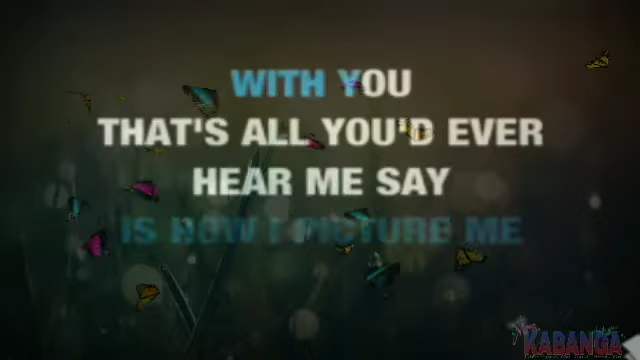 WITH YOU
THAT'S ALL YOU'D EVER
HEAR ME SAY
IS HOW I PICTURE ME
KABANGA